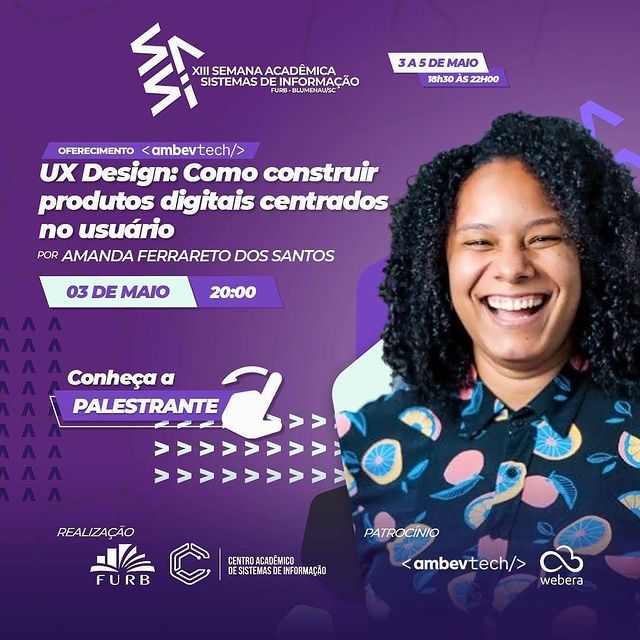 XIII SEMANA ACADÊMICA
SISTEMAS DE INFORMAÇÃO
FURB - BLUMENAU/SC
3 A 5 DE MAIO
18h30 ÀS 22H00
OFERECIMENTO <ambevtech/>
UX Design: Como construir
produtos digitais centrados
no usuário
POR AMANDA FERRARETO DOS SANTOS
03 DE MAIO 20:00
Conheça a
PALESTRANTE
REALIZAÇÃO
FURB
CENTRO ACADÊMICO
DE SISTEMAS DE INFORMAÇÃO
PATROCÍNIO
<ambevtech/>
webera